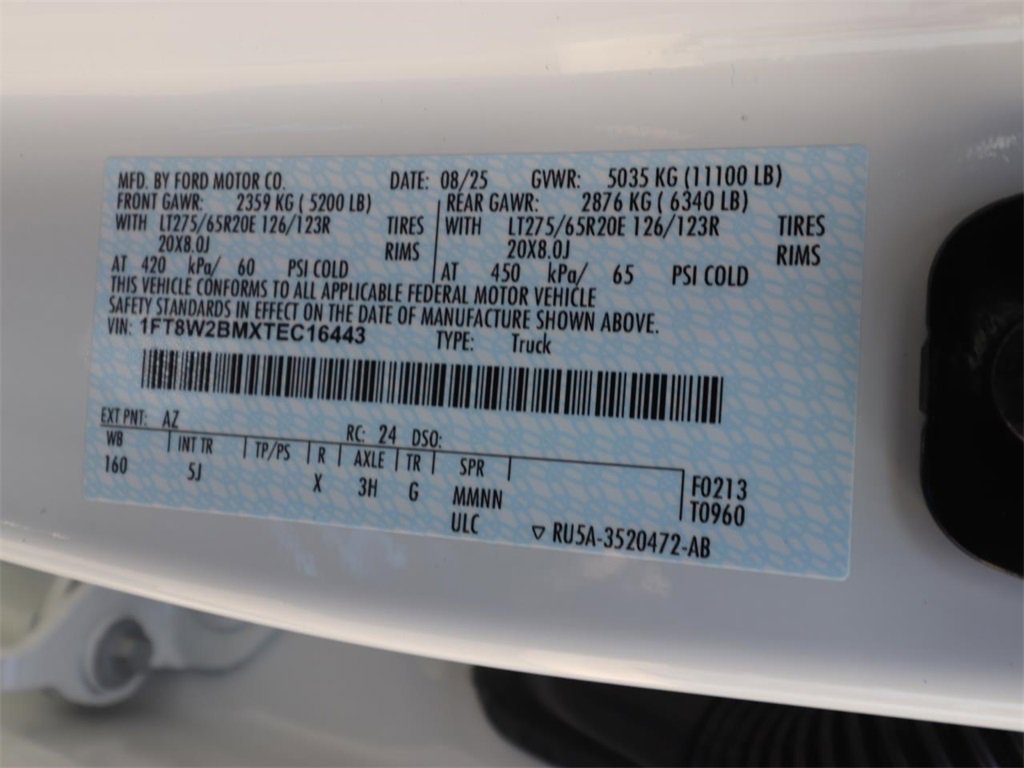 MFD. BY FORD MOTOR CO. DATE: 08/25 GVWR: 5035 KG (11100 LB)
FRONT GAWR: 2359 KG ( 5200 LB) REAR GAWR: 2876 KG ( 6340 LB)
WITH LT275/65R20E 126/123R TIRES WITH LT275/65R20E 126/123R TIRES
20X8.0J RIMS 20X8.0J RIMS
AT 420 kPa/ 60 PSI COLD AT 450 kPa/ 65 PSI COLD
THIS VEHICLE CONFORMS TO ALL APPLICABLE FEDERAL MOTOR VEHICLE
SAFETY STANDARDS IN EFFECT ON THE DATE OF MANUFACTURE SHOWN ABOVE.
VIN: 1FT8W2BMXTEC16443 TYPE: Truck
EXT PNT: AZ RC: 24 DSO:
WB INT TR TP/PS R AXLE TR SPR
160 5J X 3H G MMNN F0213
ULC T0960
▽ RU5A-3520472-AB